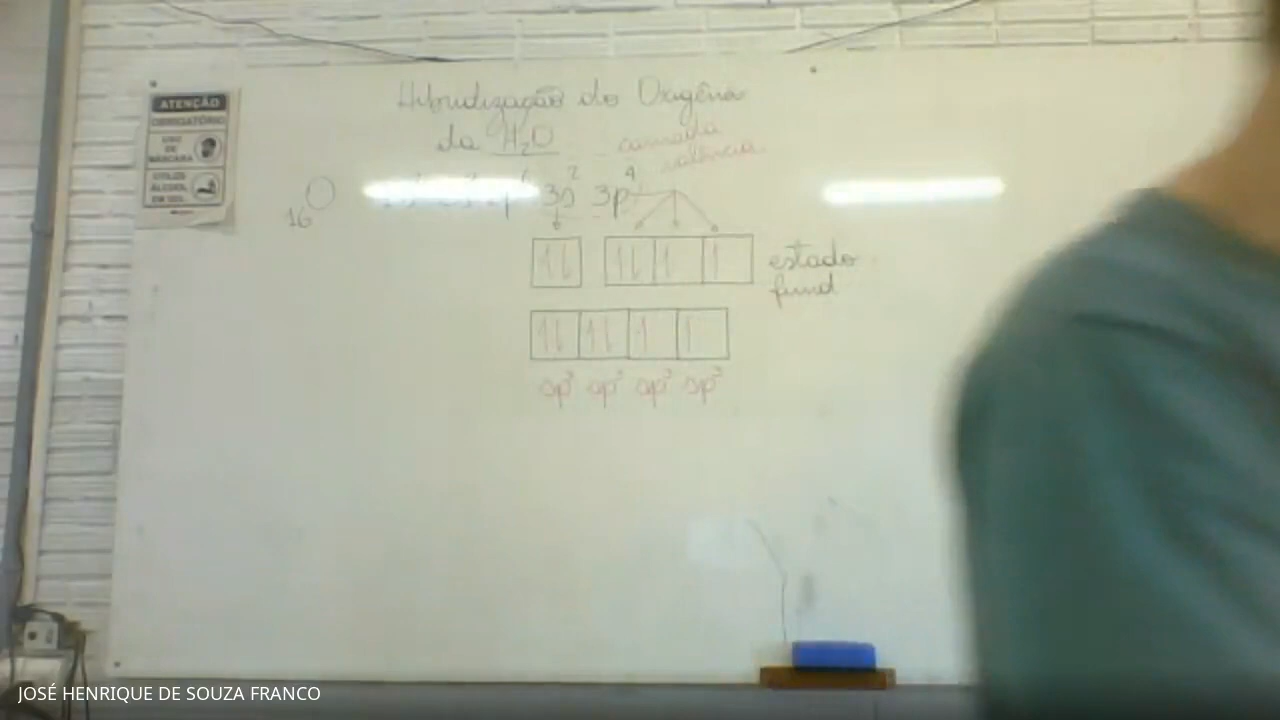 Hibridização do Oxigênio
da H₂O
camada
valência
ATENÇÃO
OBRIGATÓRIO
USO
DE
MÁSCARA
UTILIZE
ÁLCOOL
EM GEL
₁₆O 3s² 3p⁴
estado
fund
sp³ sp³ sp³ sp³
JOSÉ HENRIQUE DE SOUZA FRANCO